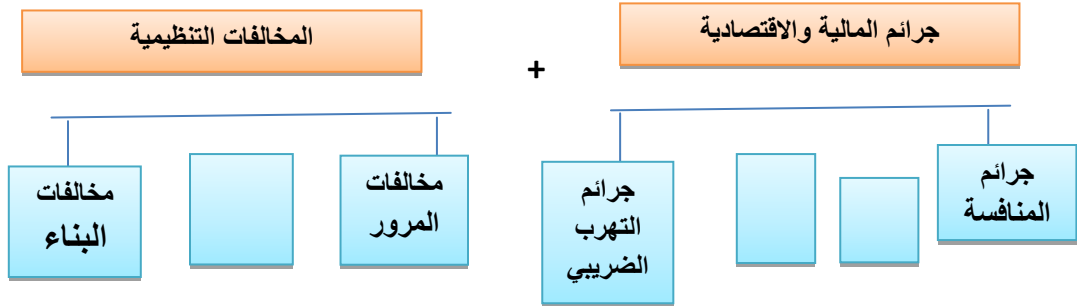 جرائم المالية والاقتصادية
+
المخالفات التنظيمية
جرائم
المنافسة
جرائم
التهرب
الضريبي
مخالفات
المرور
مخالفات
البناء